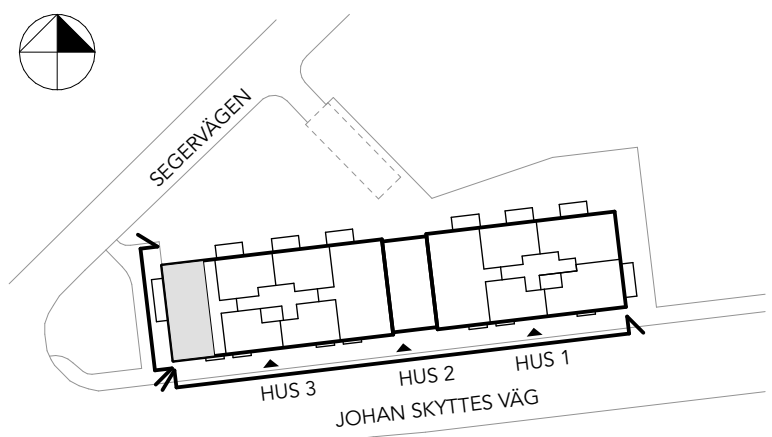 SEGERVÄGEN
HUS 3
HUS 2
HUS 1
JOHAN SKYTTES VÄG